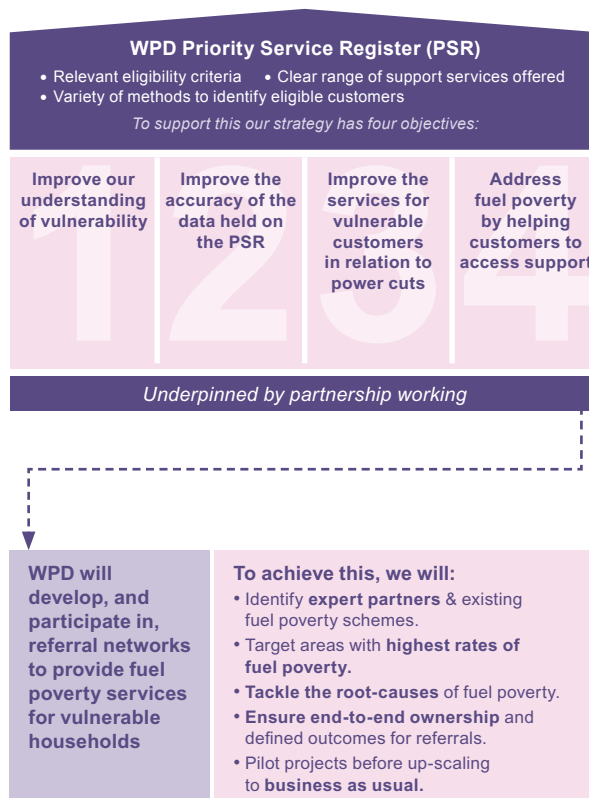 WPD Priority Service Register (PSR)
• Relevant eligibility criteria • Clear range of support services offered
• Variety of methods to identify eligible customers
To support this our strategy has four objectives:
1
Improve our
understanding
of vulnerability
2
Improve the
accuracy of the
data held on
the PSR
3
Improve the
services for
vulnerable
customers
in relation to
power cuts
4
Address
fuel poverty
by helping
customers to
access support
Underpinned by partnership working
WPD will
develop, and
participate in,
referral networks
to provide fuel
poverty services
for vulnerable
households
To achieve this, we will:
• Identify expert partners & existing
fuel poverty schemes.
• Target areas with highest rates of
fuel poverty.
• Tackle the root-causes of fuel poverty.
• Ensure end-to-end ownership and
defined outcomes for referrals.
• Pilot projects before up-scaling
to business as usual.